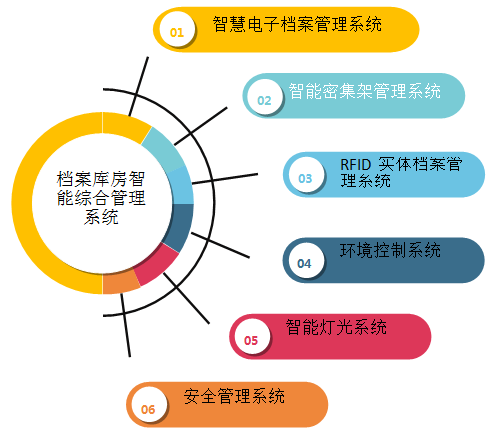 01
智慧电子档案管理系统
02
智能密集架管理系统
档案库房智
能综合管理
系统
03
RFID 实体档案管
理系统
04
环境控制系统
05
智能灯光系统
06
安全管理系统